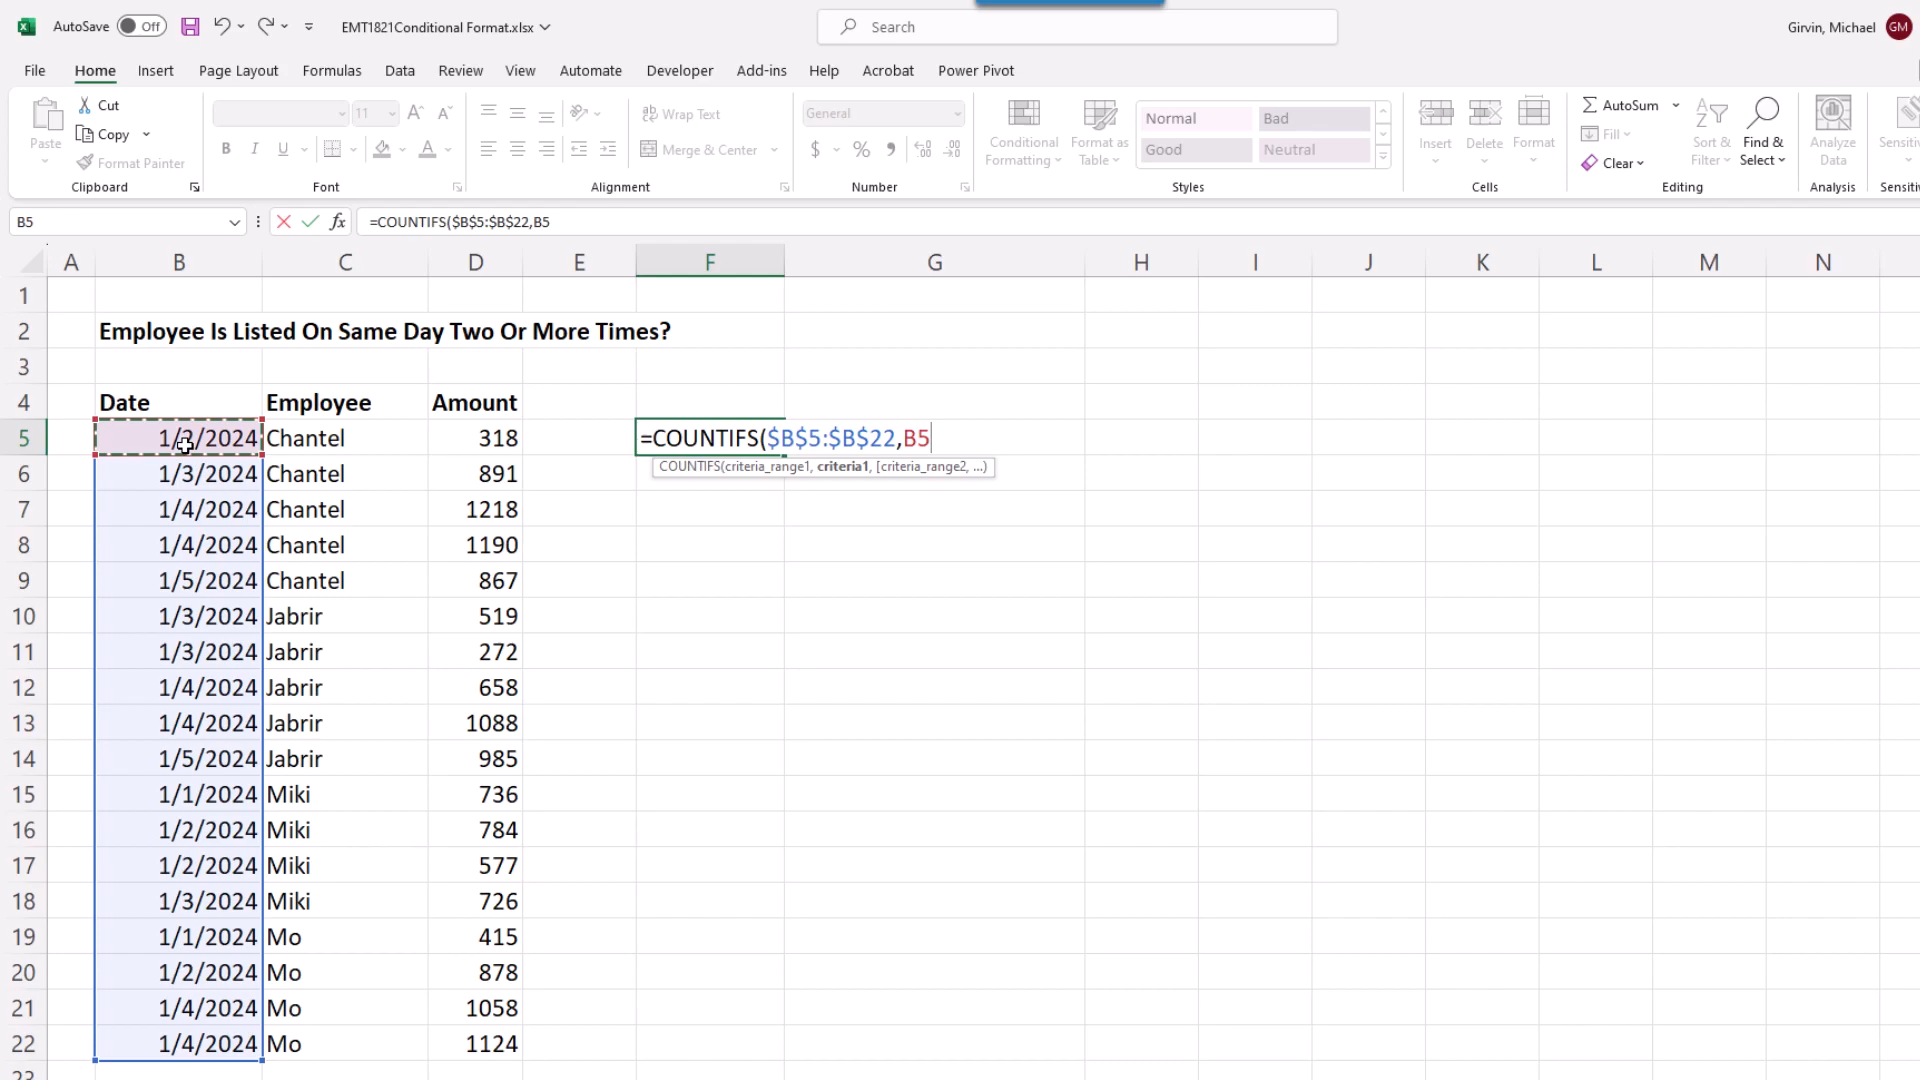 AutoSave Off EMT1821Conditional Format.xlsx Search Girvin, Michael GM
File Home Insert Page Layout Formulas Data Review View Automate Developer Add-ins Help Acrobat Power Pivot
Paste Cut Copy Format Painter Clipboard
11 B I U Font
Wrap Text Merge & Center Alignment
General $ % Number
Conditional Formatting Format as Table Normal Bad Good Neutral Styles
Insert Delete Format Cells
AutoSum Fill Clear Sort & Filter Find & Select Editing
Analyze Data Analysis
Sensitiv Sensitiv
B5 fx =COUNTIFS($B$5:$B$22,B5
A B C D E F G H I J K L M N
1
2 Employee Is Listed On Same Day Two Or More Times?
3
4 Date Employee Amount
5 1/2/2024 Chantel 318 =COUNTIFS($B$5:$B$22,B5
COUNTIFS(criteria_range1, criteria1, [criteria_range2, ...)
6 1/3/2024 Chantel 891
7 1/4/2024 Chantel 1218
8 1/4/2024 Chantel 1190
9 1/5/2024 Chantel 867
10 1/3/2024 Jabrir 519
11 1/3/2024 Jabrir 272
12 1/4/2024 Jabrir 658
13 1/4/2024 Jabrir 1088
14 1/5/2024 Jabrir 985
15 1/1/2024 Miki 736
16 1/2/2024 Miki 784
17 1/2/2024 Miki 577
18 1/3/2024 Miki 726
19 1/1/2024 Mo 415
20 1/2/2024 Mo 878
21 1/4/2024 Mo 1058
22 1/4/2024 Mo 1124
23